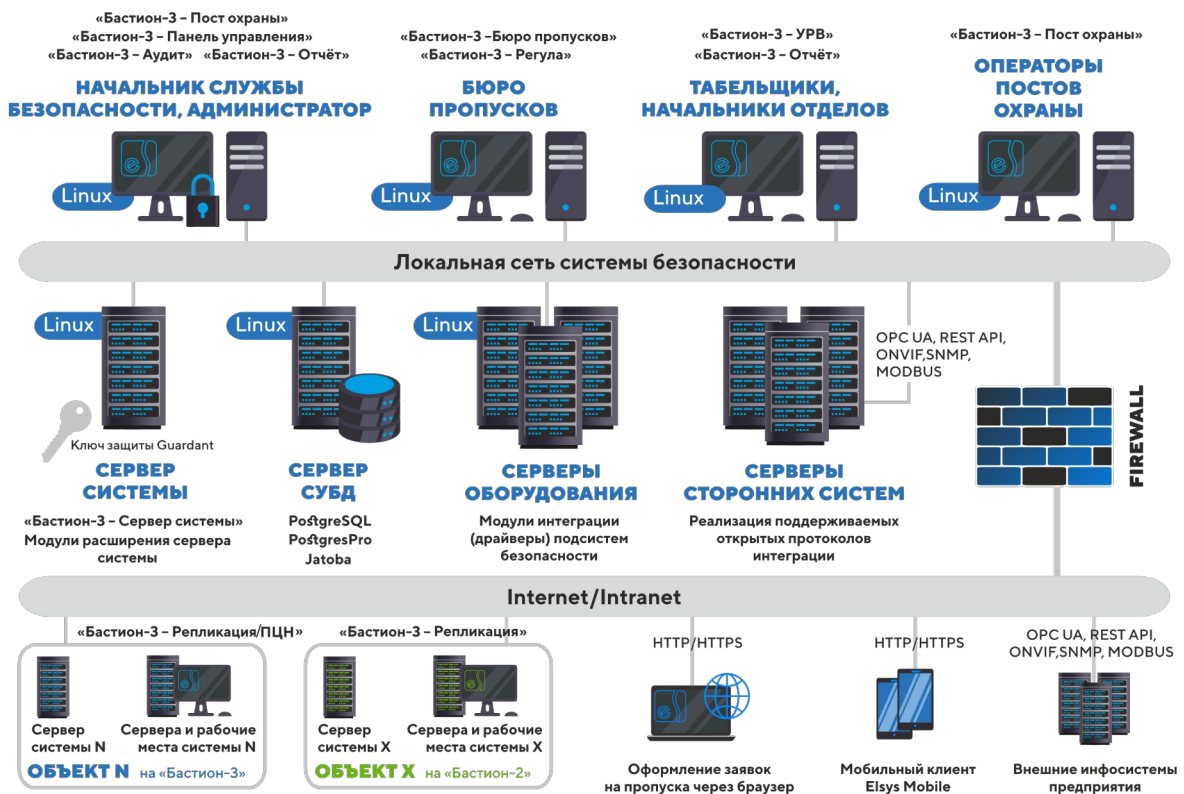 «Бастион-3 – Пост охраны»
«Бастион-3 – Панель управления»
«Бастион-3 – Аудит» «Бастион-3 – Отчёт»
НАЧАЛЬНИК СЛУЖБЫ
БЕЗОПАСНОСТИ, АДМИНИСТРАТОР
Linux
«Бастион-3 –Бюро пропусков»
«Бастион-3 – Регула»
БЮРО
ПРОПУСКОВ
Linux
«Бастион-3 – УРВ»
«Бастион-3 – Отчёт»
ТАБЕЛЬЩИКИ,
НАЧАЛЬНИКИ ОТДЕЛОВ
Linux
«Бастион-3 – Пост охраны»
ОПЕРАТОРЫ
ПОСТОВ
ОХРАНЫ
Linux
Локальная сеть системы безопасности
Linux
Ключ защиты Guardant
СЕРВЕР
СИСТЕМЫ
«Бастион-3 – Сервер системы»
Модули расширения сервера
системы
Linux
СЕРВЕР
СУБД
PostgreSQL
PostgresPro
Jatoba
Linux
СЕРВЕРЫ
ОБОРУДОВАНИЯ
Модули интеграции
(драйверы) подсистем
безопасности
СЕРВЕРЫ
СТОРОННИХ СИСТЕМ
Реализация поддерживаемых
открытых протоколов
интеграции
OPC UA, REST API,
ONVIF,SNMP,
MODBUS
FIREWALL
Internet/Intranet
«Бастион-3 – Репликация/ПЦН»
Сервер
системы N
Сервера и рабочие
места системы N
ОБЪЕКТ N на «Бастион-3»
«Бастион-3 – Репликация»
Сервер
системы X
Сервера и рабочие
места системы X
ОБЪЕКТ X на «Бастион-2»
HTTP/HTTPS
Оформление заявок
на пропуска через браузер
HTTP/HTTPS
Мобильный клиент
Elsys Mobile
OPC UA, REST API,
ONVIF,SNMP, MODBUS
Внешние инфосистемы
предприятия